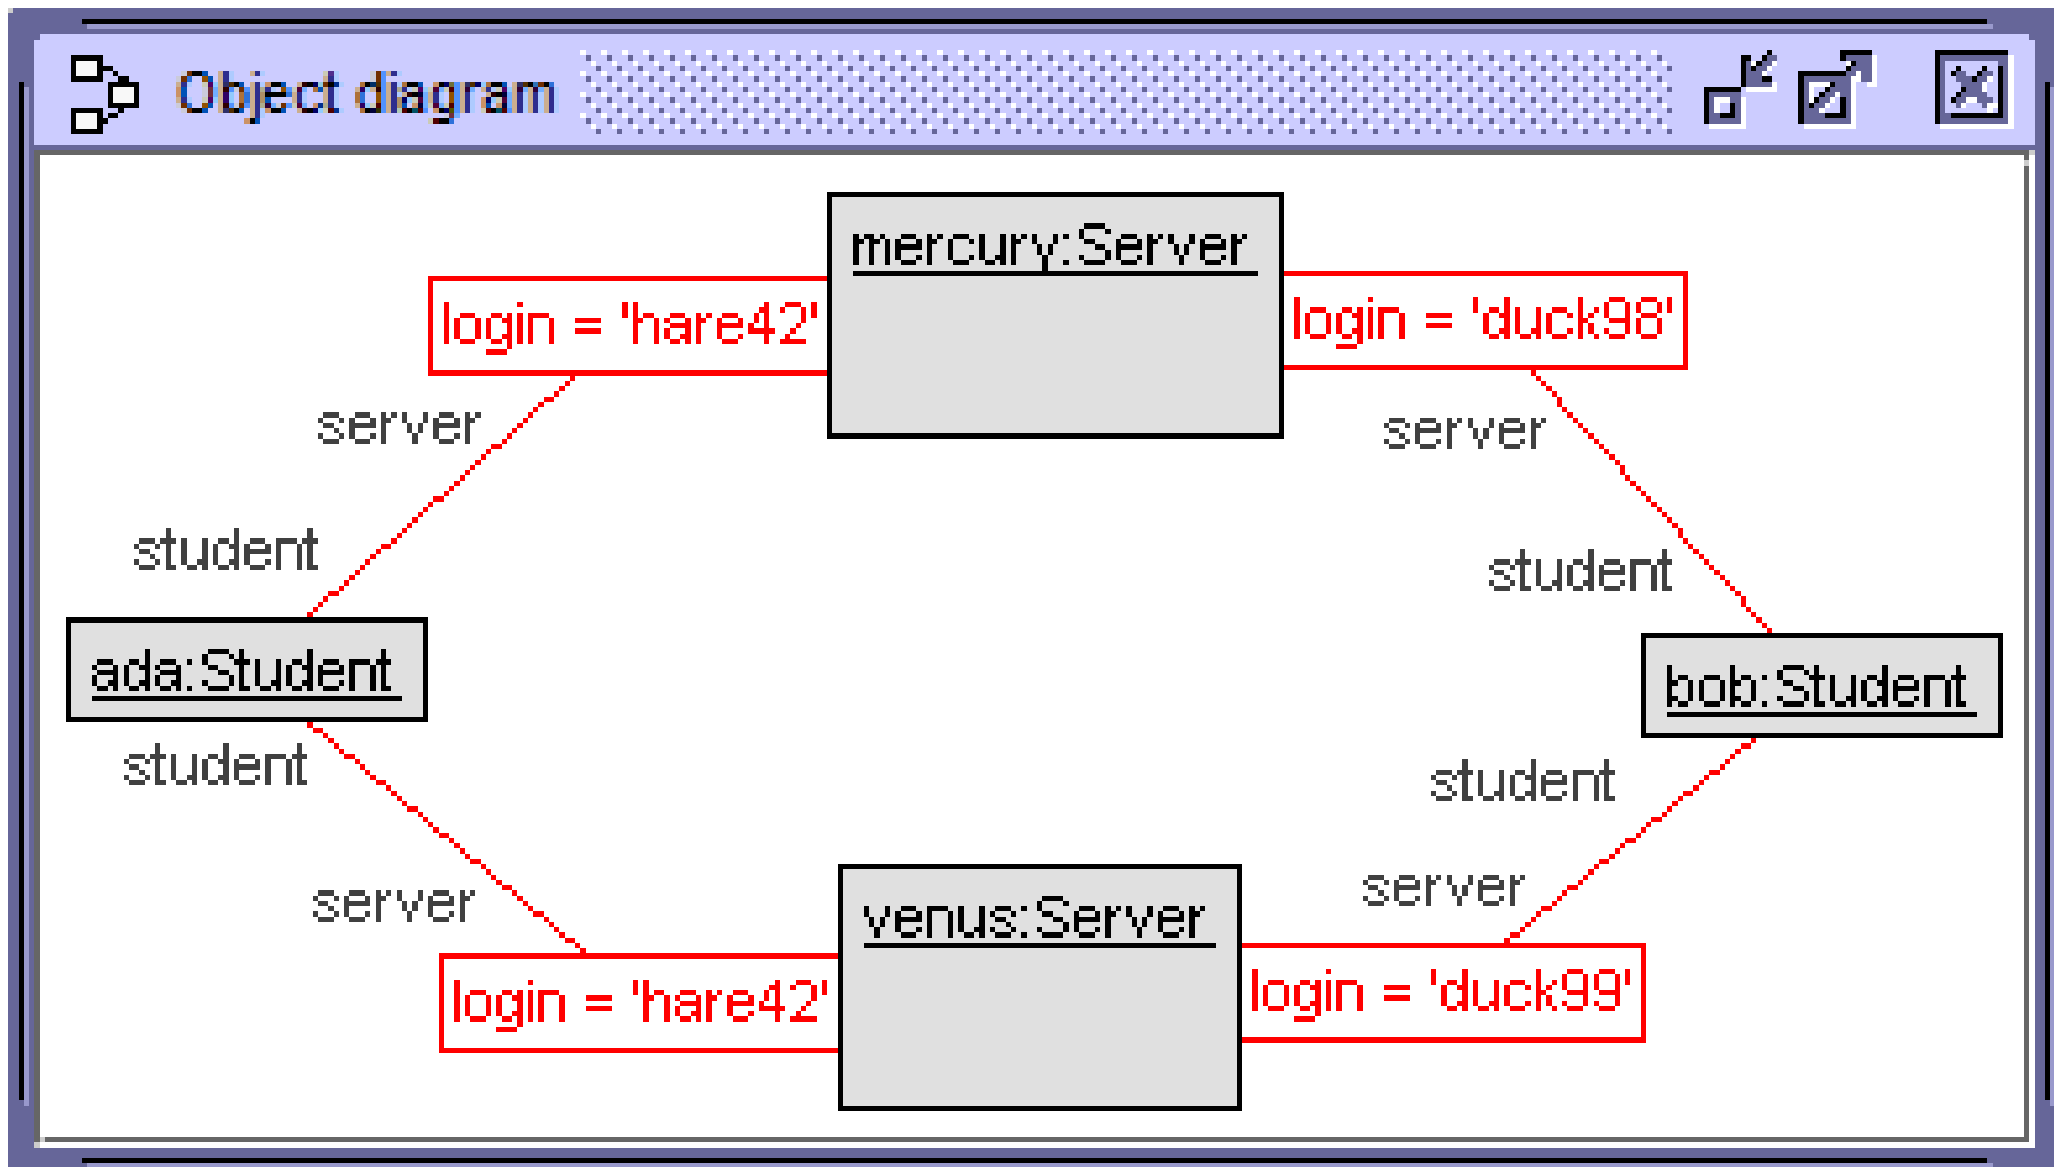 Object diagram
mercury:Server
login = 'hare42'
login = 'duck98'
server
server
student
student
ada:Student
bob:Student
student
student
server
server
venus:Server
login = 'hare42'
login = 'duck99'